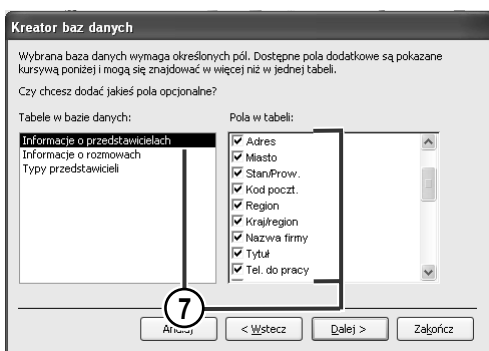 Kreator baz danych
Wybrana baza danych wymaga określonych pól. Dostępne pola dodatkowe są pokazane
kursywą poniżej i mogą się znajdować w więcej niż w jednej tabeli.
Czy chcesz dodać jakieś pola opcjonalne?
Tabele w bazie danych:
Informacje o przedstawicielach
Informacje o rozmowach
Typy przedstawicieli
Pola w tabeli:
Adres
Miasto
Stan/Prow.
Kod poczt.
Region
Kraj/region
Nazwa firmy
Tytuł
Tel. do pracy
7
< Wstecz
Dalej >
Zakończ